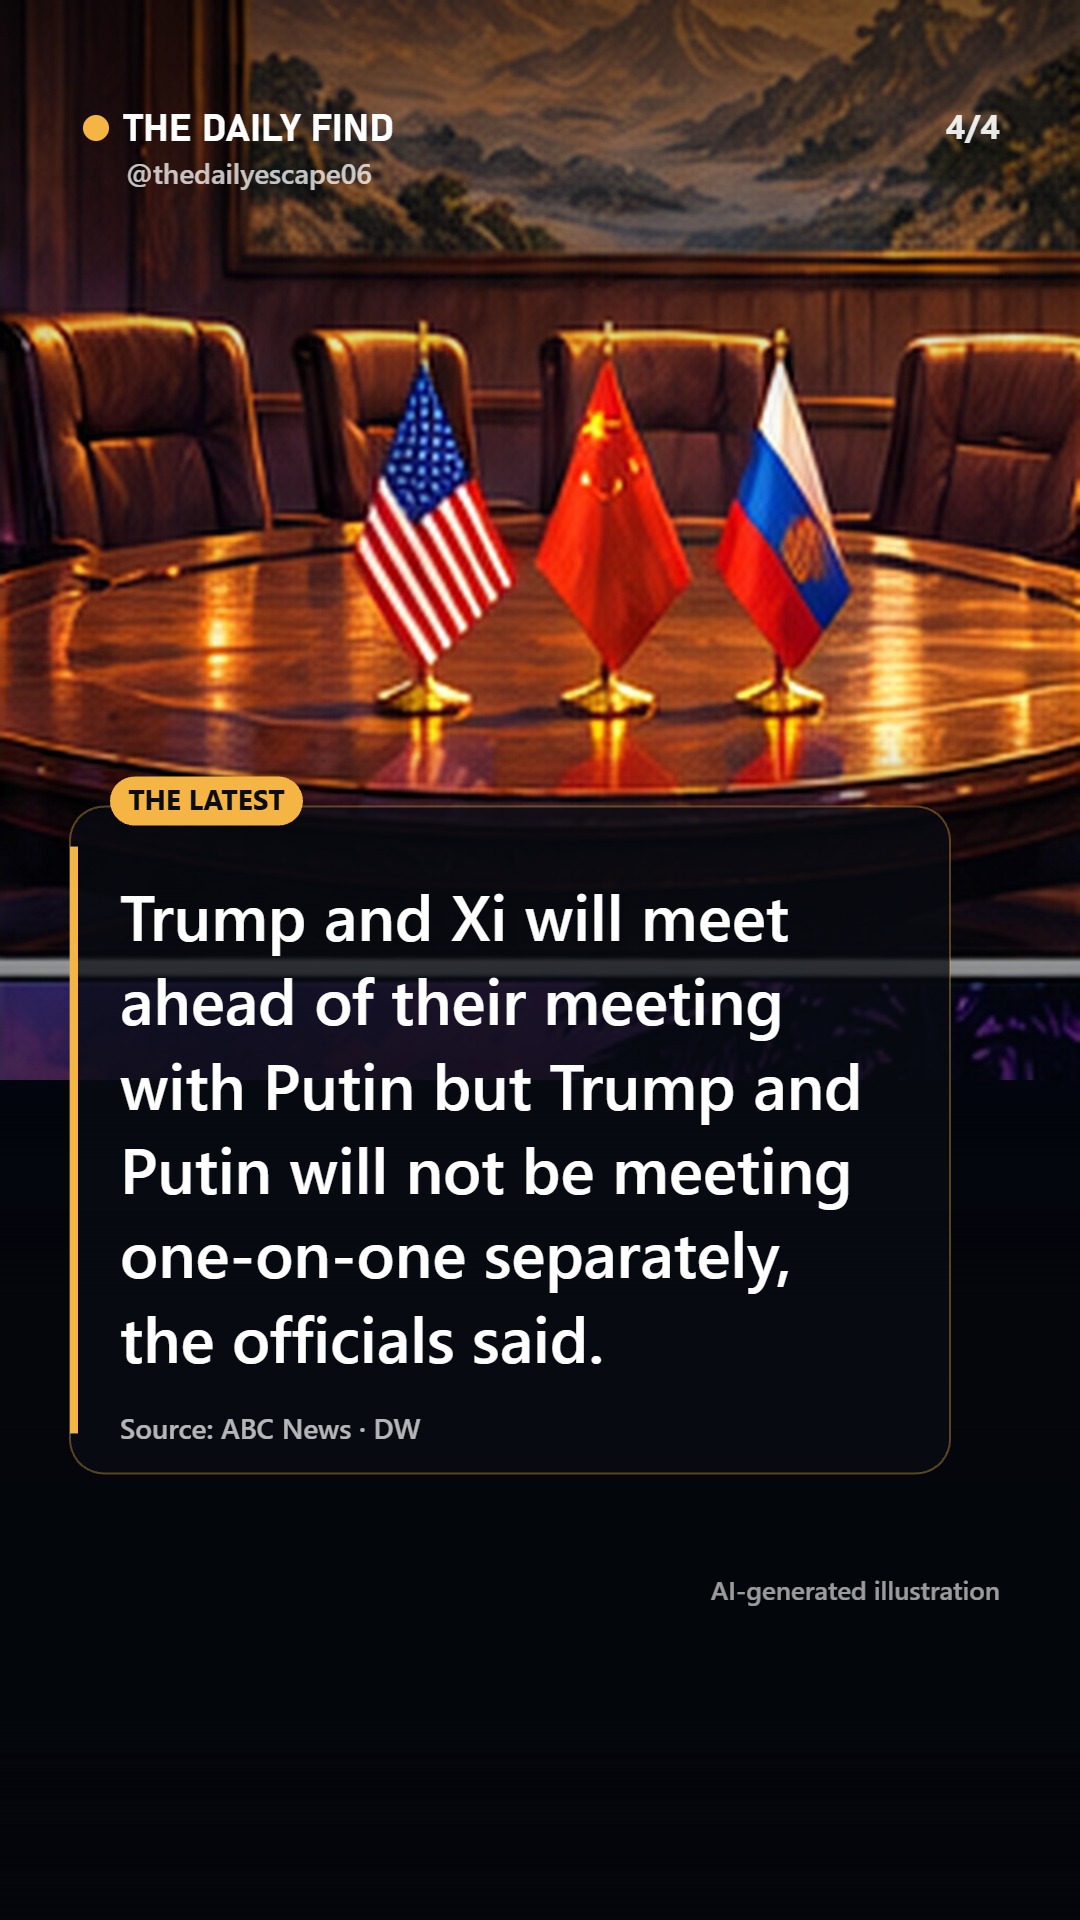 THE DAILY FIND
4/4
@thedailyescape06
THE LATEST
Trump and Xi will meet
ahead of their meeting
with Putin but Trump and
Putin will not be meeting
one-on-one separately,
the officials said.
Source: ABC News · DW
AI-generated illustration